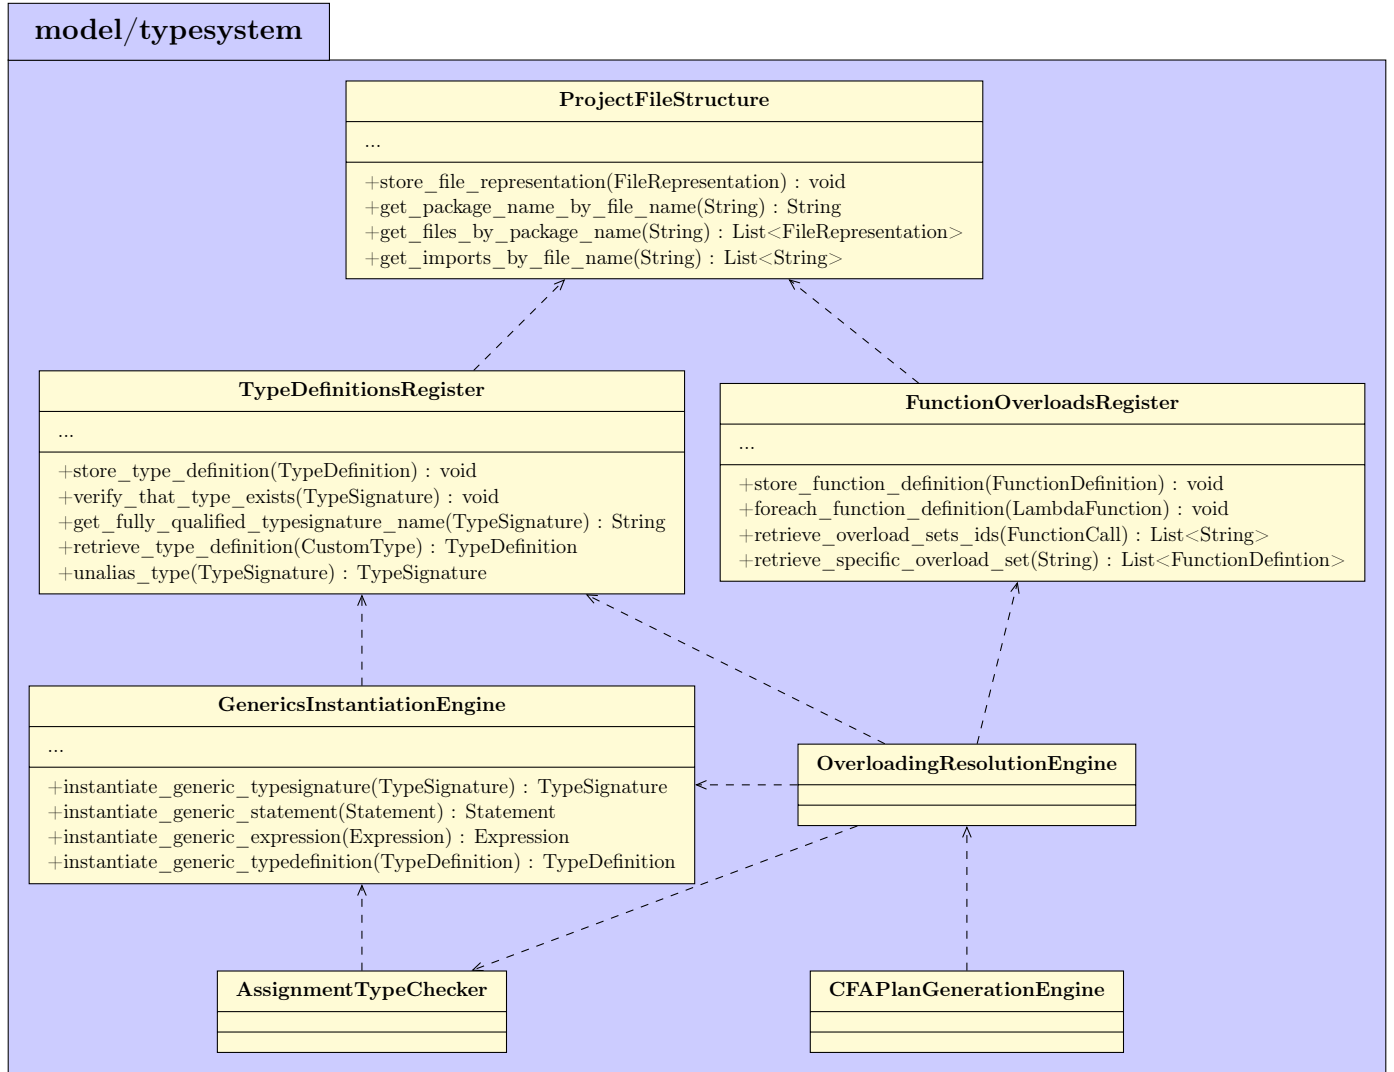 model/typesystem
ProjectFileStructure
...
+store_file_representation(FileRepresentation) : void
+get_package_name_by_file_name(String) : String
+get_files_by_package_name(String) : List<FileRepresentation>
+get_imports_by_file_name(String) : List<String>
TypeDefinitionsRegister
...
+store_type_definition(TypeDefinition) : void
+verify_that_type_exists(TypeSignature) : void
+get_fully_qualified_typesignature_name(TypeSignature) : String
+retrieve_type_definition(CustomType) : TypeDefinition
+unalias_type(TypeSignature) : TypeSignature
FunctionOverloadsRegister
...
+store_function_definition(FunctionDefinition) : void
+foreach_function_definition(LambdaFunction) : void
+retrieve_overload_sets_ids(FunctionCall) : List<String>
+retrieve_specific_overload_set(String) : List<FunctionDefintion>
GenericsInstantiationEngine
...
+instantiate_generic_typesignature(TypeSignature) : TypeSignature
+instantiate_generic_statement(Statement) : Statement
+instantiate_generic_expression(Expression) : Expression
+instantiate_generic_typedefinition(TypeDefinition) : TypeDefinition
OverloadingResolutionEngine
AssignmentTypeChecker
CFAPlanGenerationEngine